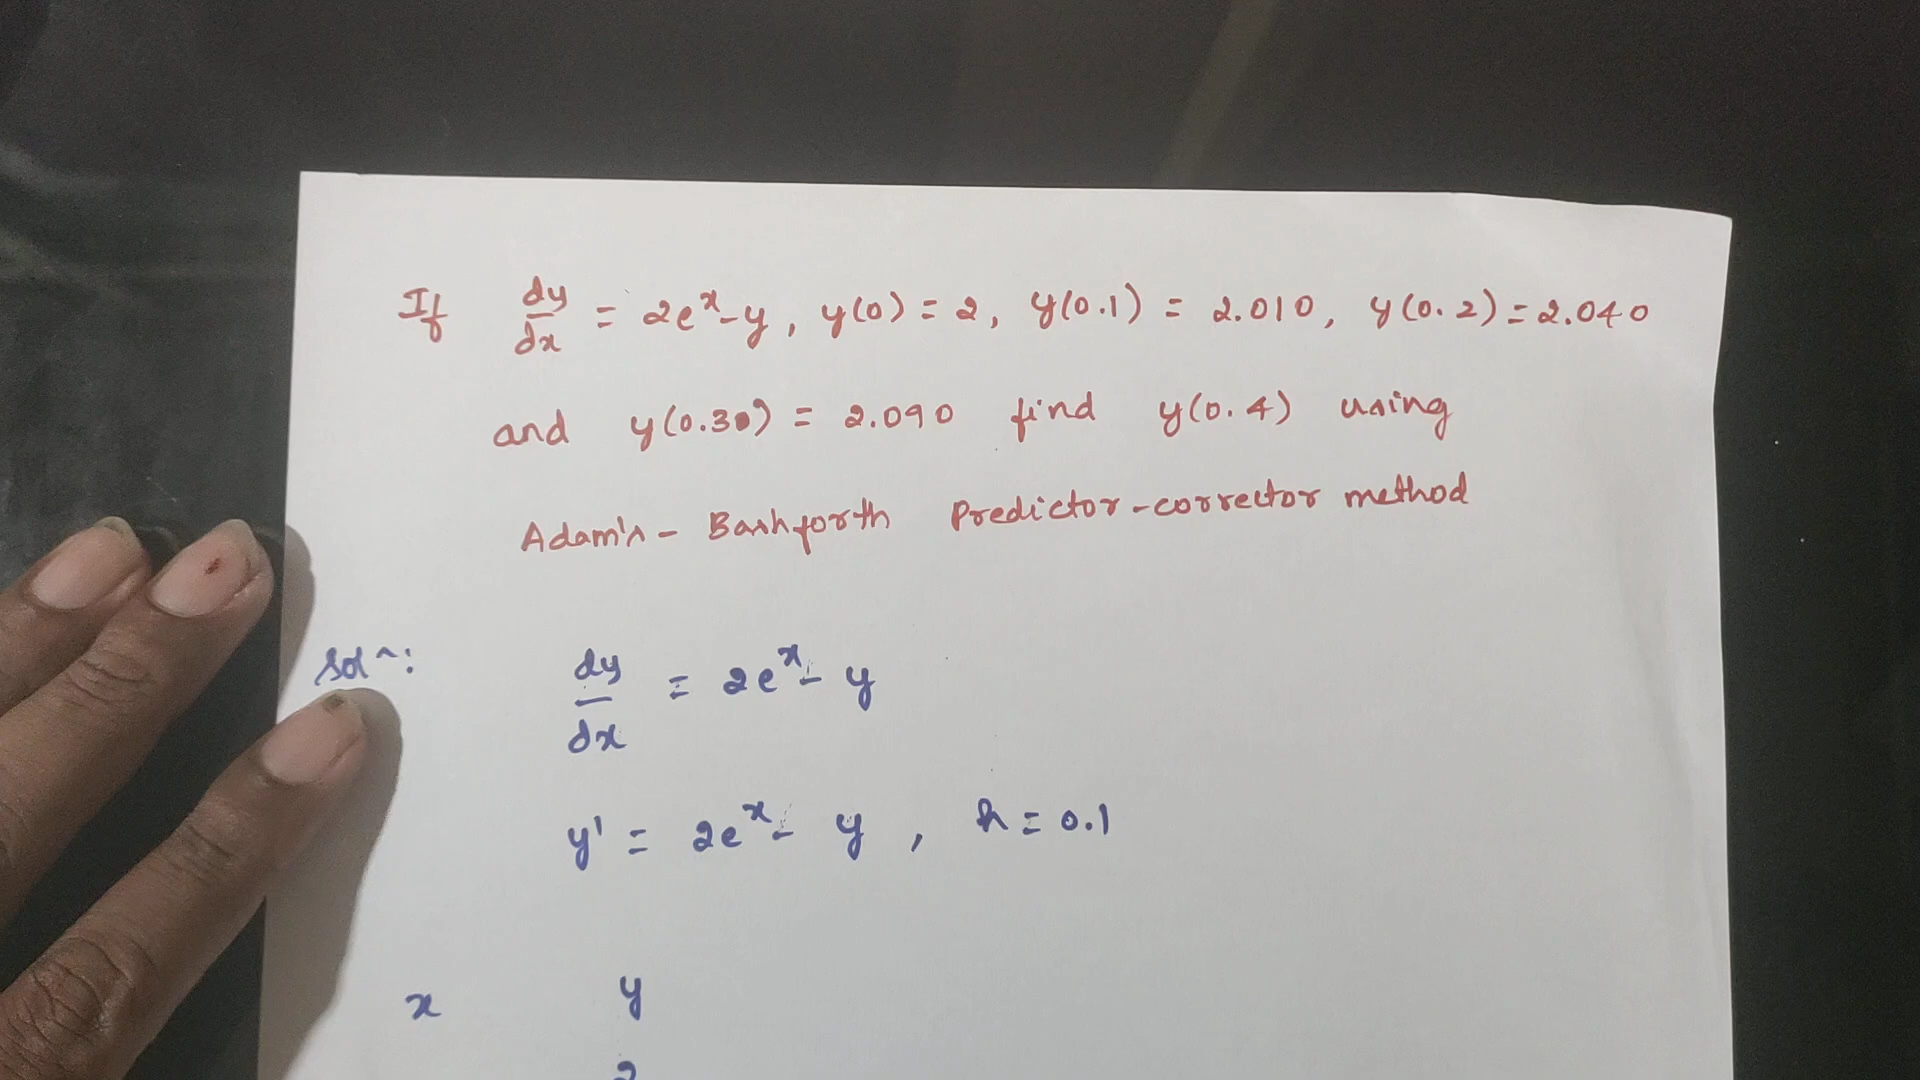 If dy/dx = 2e^x - y, y(0) = 2, y(0.1) = 2.010, y(0.2) = 2.040
and y(0.30) = 2.090 find y(0.4) using
Adam's - Bashforth Predictor - corrector method
Sol^n: dy/dx = 2e^x - y
y' = 2e^x - y , h = 0.1
x y
2